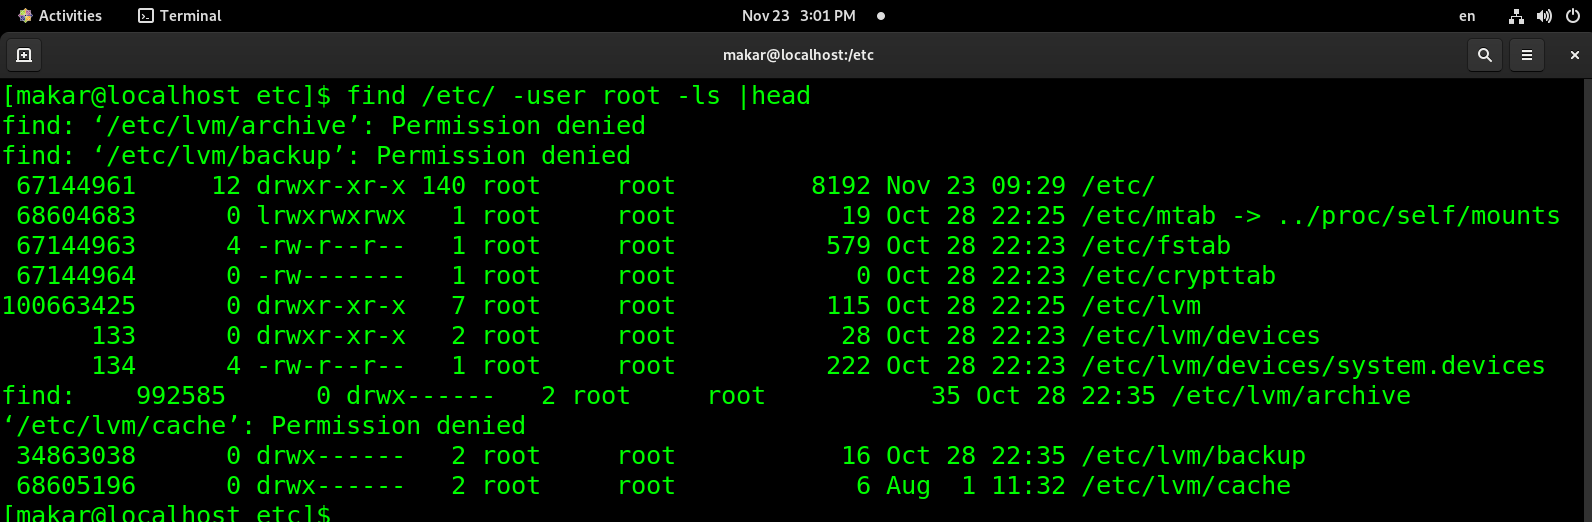 Activities Terminal Nov 23 3:01 PM en
makar@localhost:/etc
[makar@localhost etc]$ find /etc/ -user root -ls |head
find: ‘/etc/lvm/archive’: Permission denied
find: ‘/etc/lvm/backup’: Permission denied
 67144961     12 drwxr-xr-x 140 root     root         8192 Nov 23 09:29 /etc/
 68604683      0 lrwxrwxrwx   1 root     root           19 Oct 28 22:25 /etc/mtab -> ../proc/self/mounts
 67144963      4 -rw-r--r--   1 root     root          579 Oct 28 22:23 /etc/fstab
 67144964      0 -rw-------   1 root     root            0 Oct 28 22:23 /etc/crypttab
100663425      0 drwxr-xr-x   7 root     root          115 Oct 28 22:25 /etc/lvm
      133      0 drwxr-xr-x   2 root     root           28 Oct 28 22:23 /etc/lvm/devices
      134      4 -rw-r--r--   1 root     root          222 Oct 28 22:23 /etc/lvm/devices/system.devices
find:    992585      0 drwx------   2 root     root           35 Oct 28 22:35 /etc/lvm/archive
‘/etc/lvm/cache’: Permission denied
 34863038      0 drwx------   2 root     root           16 Oct 28 22:35 /etc/lvm/backup
 68605196      0 drwx------   2 root     root            6 Aug  1 11:32 /etc/lvm/cache
[makar@localhost etc]$